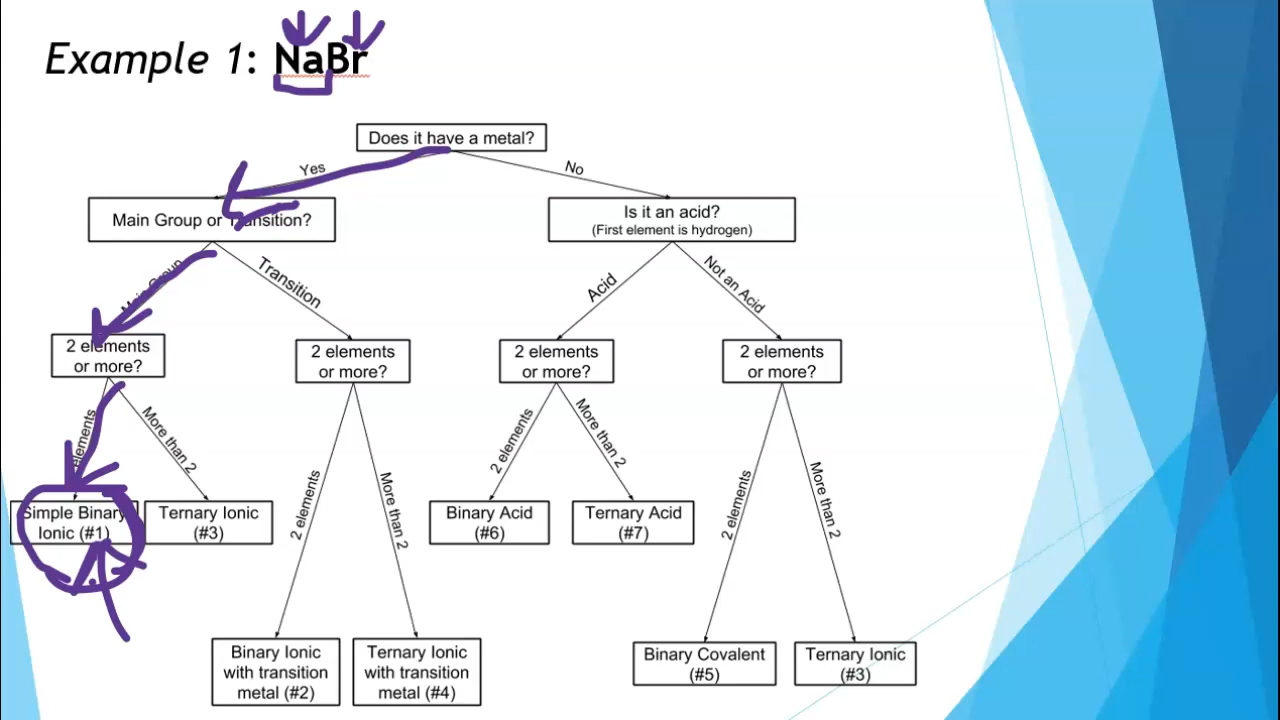 Example 1: NaBr
Does it have a metal?
Yes
No
Main Group or Transition?
Is it an acid?
(First element is hydrogen)
Main Group
Transition
Acid
Not an Acid
2 elements
or more?
2 elements
or more?
2 elements
or more?
2 elements
or more?
elements
More than 2
2 elements
More than 2
2 elements
More than 2
2 elements
More than 2
Simple Binary
Ionic (#1)
Ternary Ionic
(#3)
Binary Acid
(#6)
Ternary Acid
(#7)
Binary Ionic
with transition
metal (#2)
Ternary Ionic
with transition
metal (#4)
Binary Covalent
(#5)
Ternary Ionic
(#3)